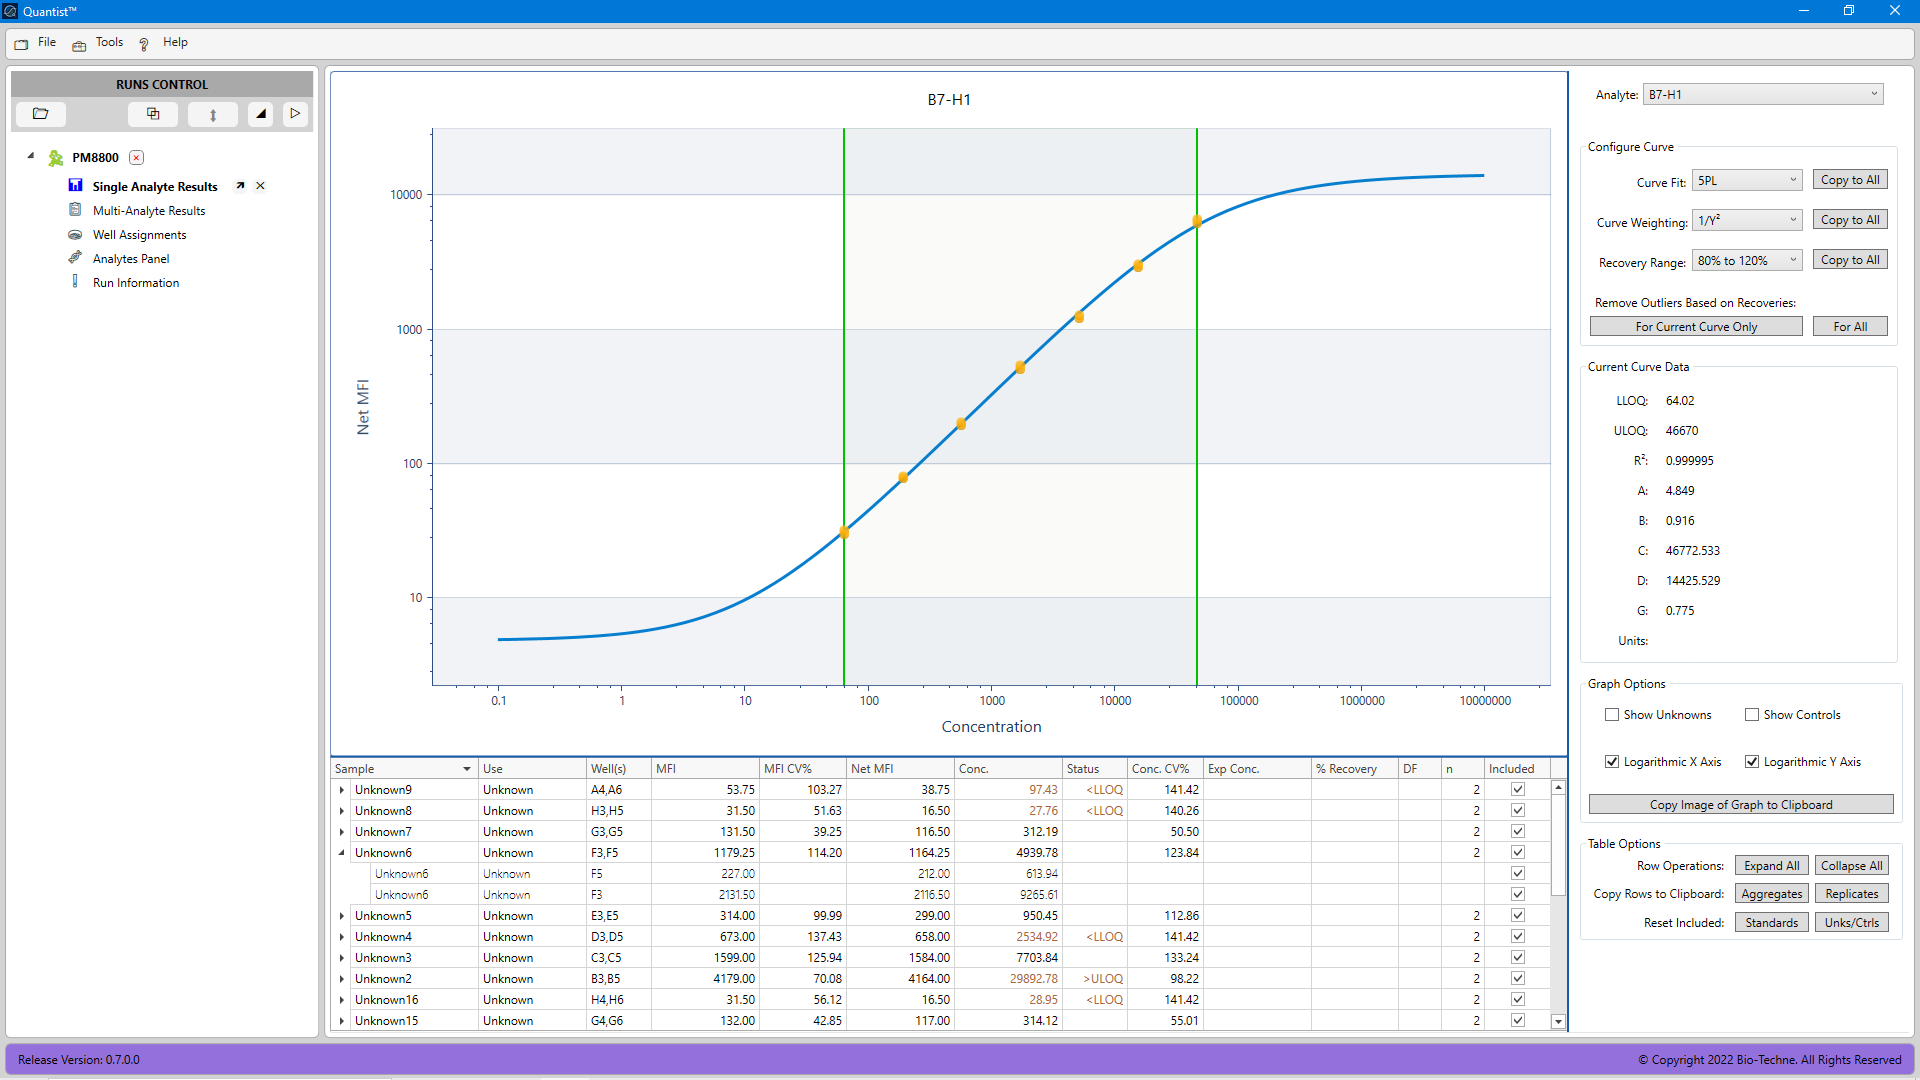 Quantist™
File Tools ? Help
RUNS CONTROL
PM8800
Single Analyte Results
Multi-Analyte Results
Well Assignments
Analytes Panel
Run Information
B7-H1
Net MFI
10000
1000
100
10
0.1 1 10 100 1000 10000 100000 1000000 10000000
Concentration
Sample Use Well(s) MFI MFI CV% Net MFI Conc. Status Conc. CV% Exp Conc. % Recovery DF n Included
Unknown9 Unknown A4,A6 53.75 103.27 38.75 97.43 <LLOQ 141.42 2
Unknown8 Unknown H3,H5 31.50 51.63 16.50 27.76 <LLOQ 140.26 2
Unknown7 Unknown G3,G5 131.50 39.25 116.50 312.19 50.50 2
Unknown6 Unknown F3,F5 1179.25 114.20 1164.25 4939.78 123.84 2
Unknown6 Unknown F5 227.00 212.00 613.94
Unknown6 Unknown F3 2131.50 2116.50 9265.61
Unknown5 Unknown E3,E5 314.00 99.99 299.00 950.45 112.86 2
Unknown4 Unknown D3,D5 673.00 137.43 658.00 2534.92 <LLOQ 141.42 2
Unknown3 Unknown C3,C5 1599.00 125.94 1584.00 7703.84 133.24 2
Unknown2 Unknown B3,B5 4179.00 70.08 4164.00 29892.78 >ULOQ 98.22 2
Unknown16 Unknown H4,H6 31.50 56.12 16.50 28.95 <LLOQ 141.42 2
Unknown15 Unknown G4,G6 132.00 42.85 117.00 314.12 55.01 2
Analyte: B7-H1
Configure Curve
Curve Fit: 5PL Copy to All
Curve Weighting: 1/Y² Copy to All
Recovery Range: 80% to 120% Copy to All
Remove Outliers Based on Recoveries:
For Current Curve Only For All
Current Curve Data
LLOQ: 64.02
ULOQ: 46670
R²: 0.999995
A: 4.849
B: 0.916
C: 46772.533
D: 14425.529
G: 0.775
Units:
Graph Options
Show Unknowns Show Controls
Logarithmic X Axis Logarithmic Y Axis
Copy Image of Graph to Clipboard
Table Options
Row Operations: Expand All Collapse All
Copy Rows to Clipboard: Aggregates Replicates
Reset Included: Standards Unks/Ctrls
Release Version: 0.7.0.0
© Copyright 2022 Bio-Techne. All Rights Reserved